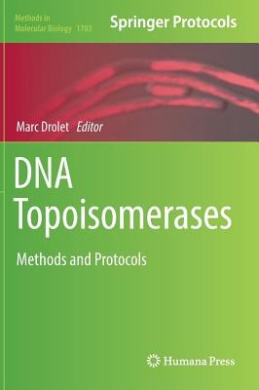 Methods in
Molecular Biology 1703
Springer Protocols
Marc Drolet Editor
DNA
Topoisomerases
Methods and Protocols
Humana Press